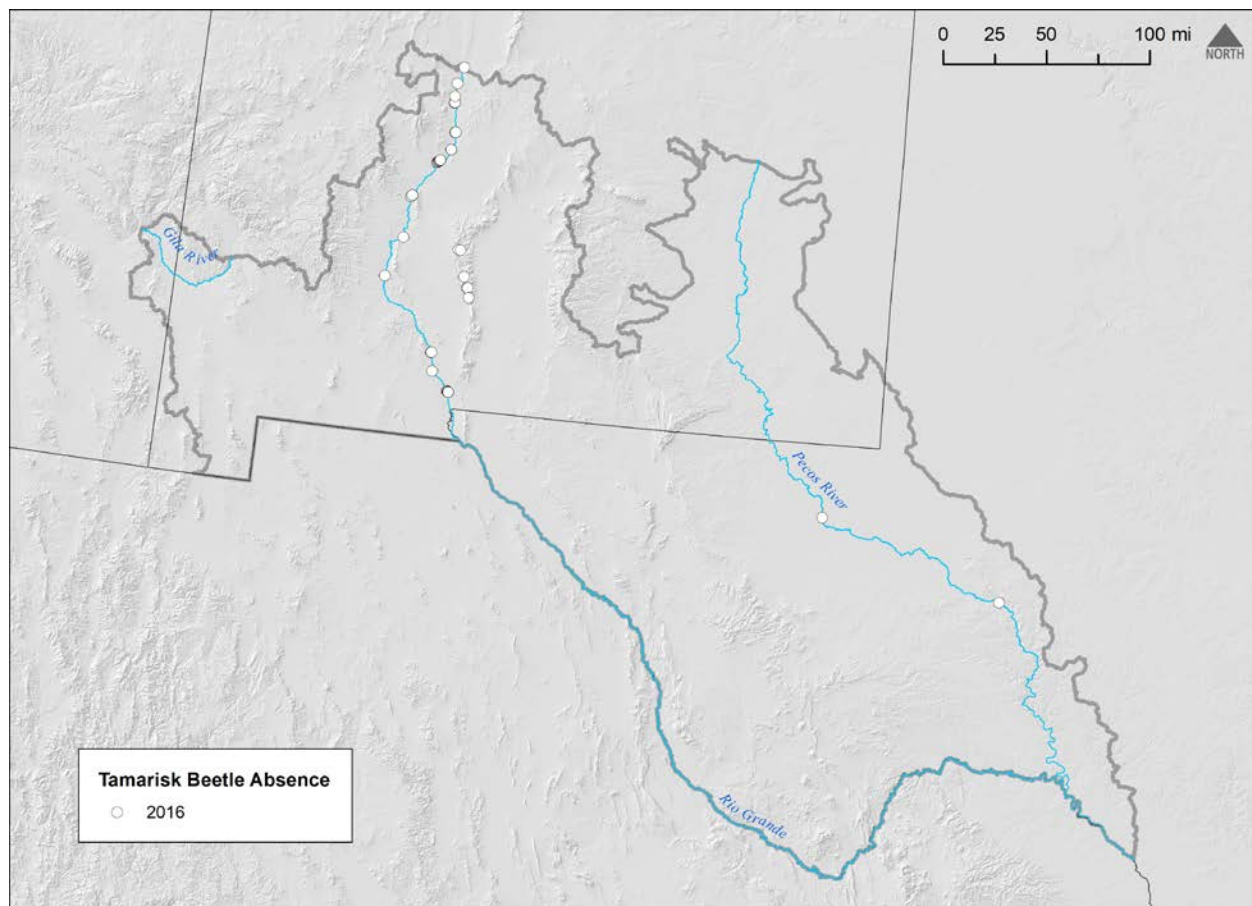 0 25 50 100 mi
NORTH
Gila River
Pecos River
Rio Grande
Tamarisk Beetle Absence
2016